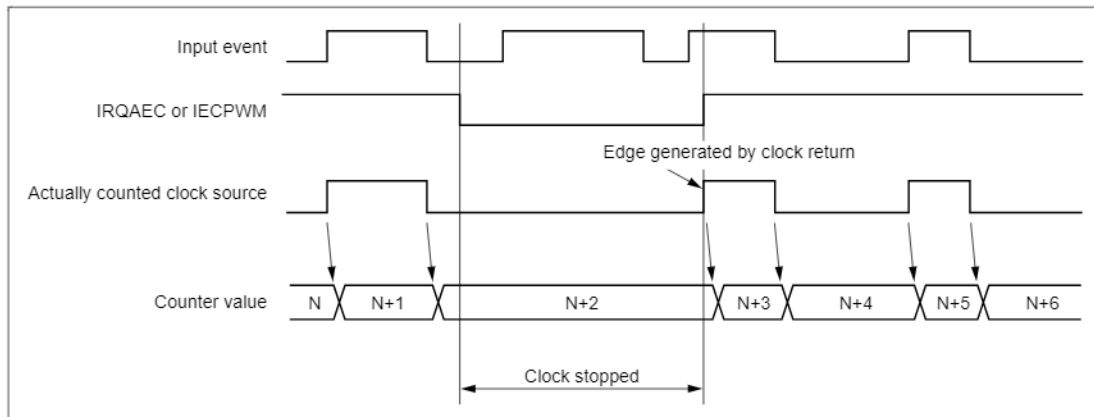 Input event
IRQAEC or IECPWM
Edge generated by clock return
Actually counted clock source
Counter value
N
N+1
N+2
N+3
N+4
N+5
N+6
Clock stopped